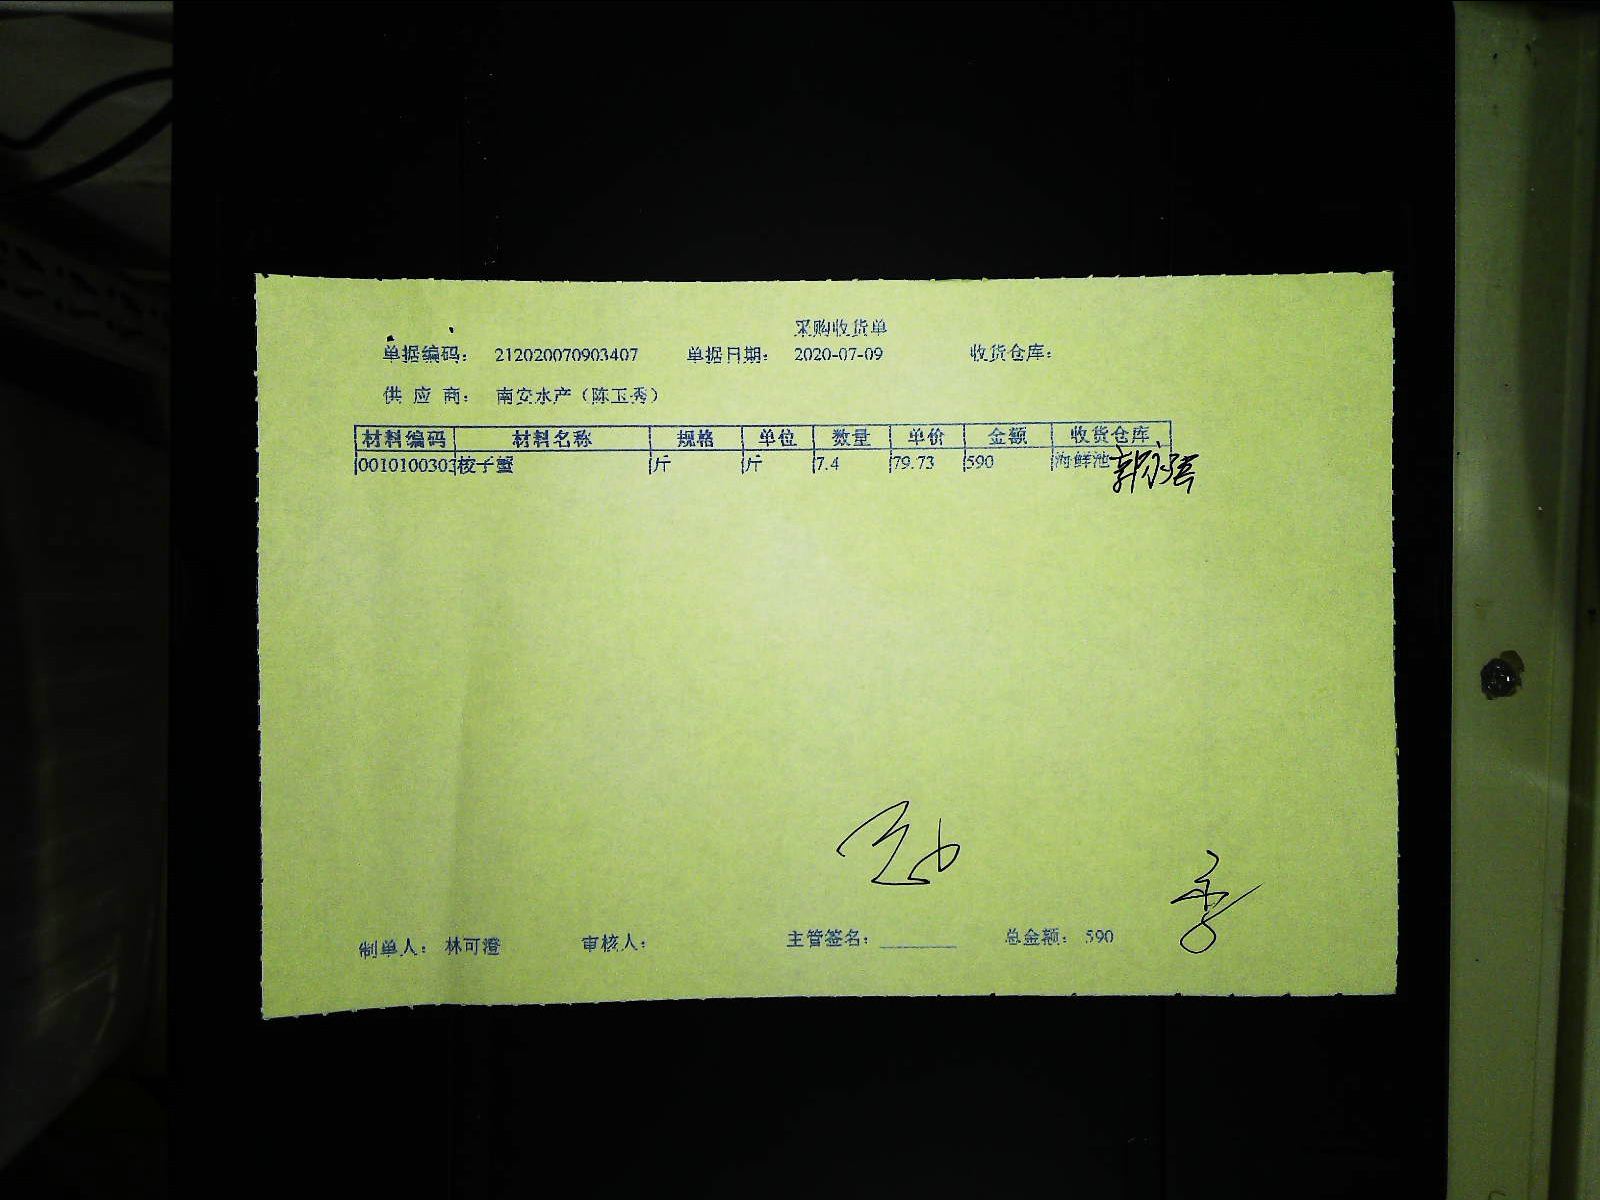 采购收货单
单据编码： 212020070903407 单据日期： 2020-07-09 收货仓库：
供 应 商： 南安水产（陈玉秀）
材料编码 材料名称 规格 单位 数量 单价 金额 收货仓库
0010100303 梭子蟹 斤 斤 7.4 79.73 590 海鲜池
制单人： 林可澄 审核人： 主管签名：________ 总金额： 590